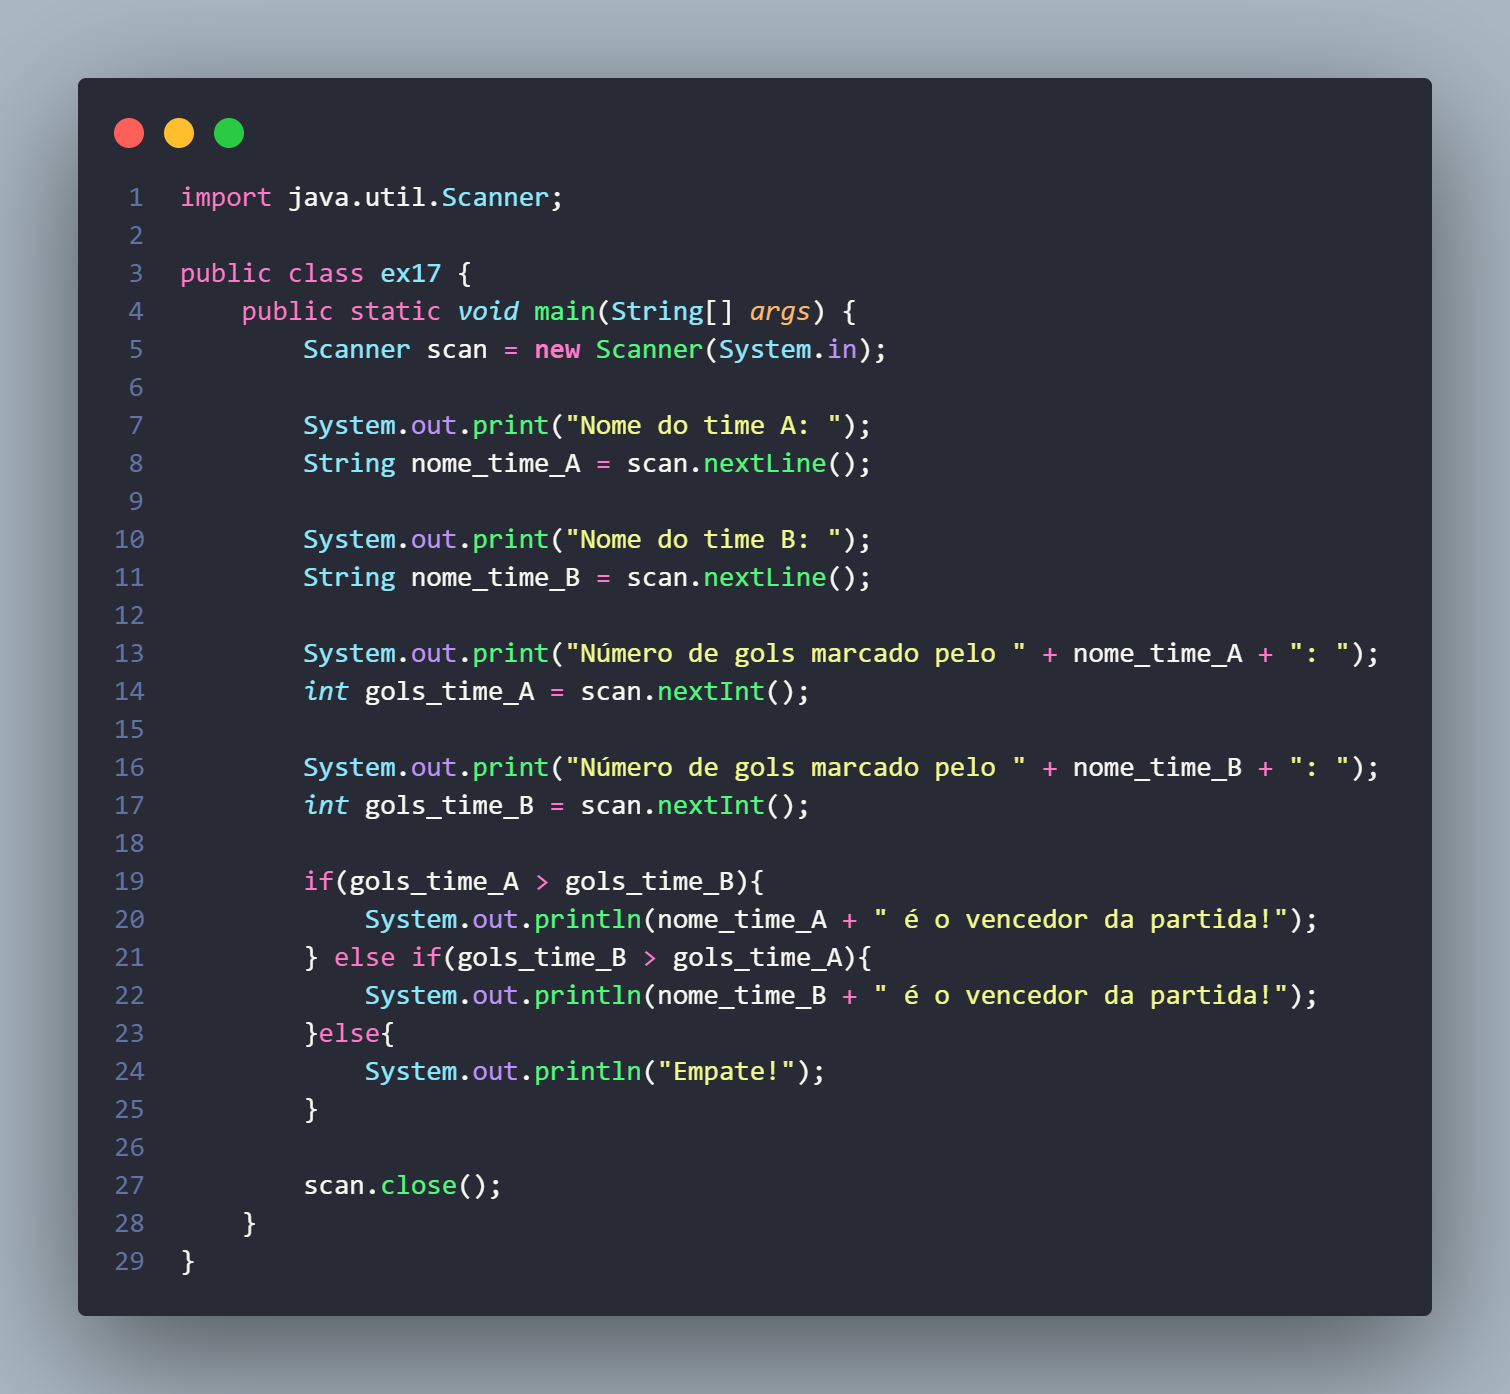 1 import java.util.Scanner;
2
3 public class ex17 {
4     public static void main(String[] args) {
5         Scanner scan = new Scanner(System.in);
6
7         System.out.print("Nome do time A: ");
8         String nome_time_A = scan.nextLine();
9
10         System.out.print("Nome do time B: ");
11         String nome_time_B = scan.nextLine();
12
13         System.out.print("Número de gols marcado pelo " + nome_time_A + ": ");
14         int gols_time_A = scan.nextInt();
15
16         System.out.print("Número de gols marcado pelo " + nome_time_B + ": ");
17         int gols_time_B = scan.nextInt();
18
19         if(gols_time_A > gols_time_B){
20             System.out.println(nome_time_A + " é o vencedor da partida!");
21         } else if(gols_time_B > gols_time_A){
22             System.out.println(nome_time_B + " é o vencedor da partida!");
23         }else{
24             System.out.println("Empate!");
25         }
26
27         scan.close();
28     }
29 }